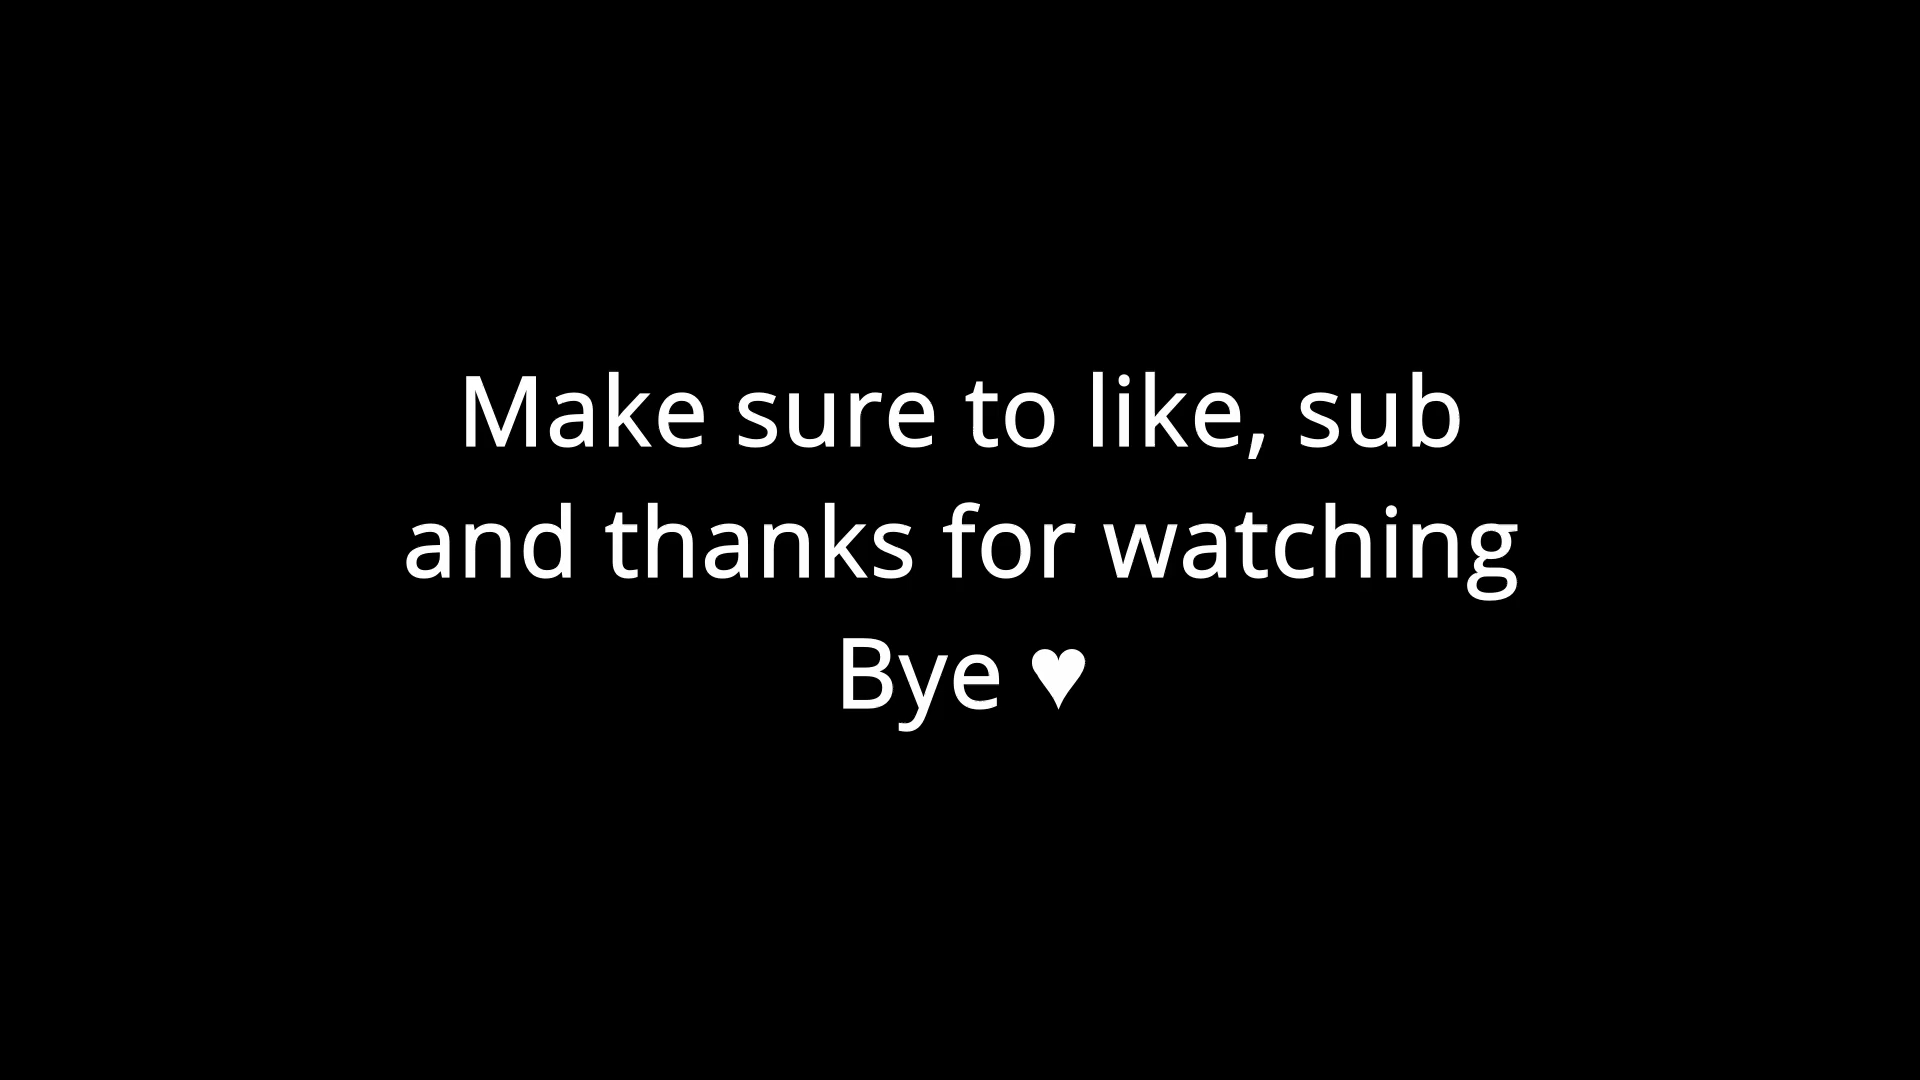 Make sure to like, sub
and thanks for watching
Bye ♥